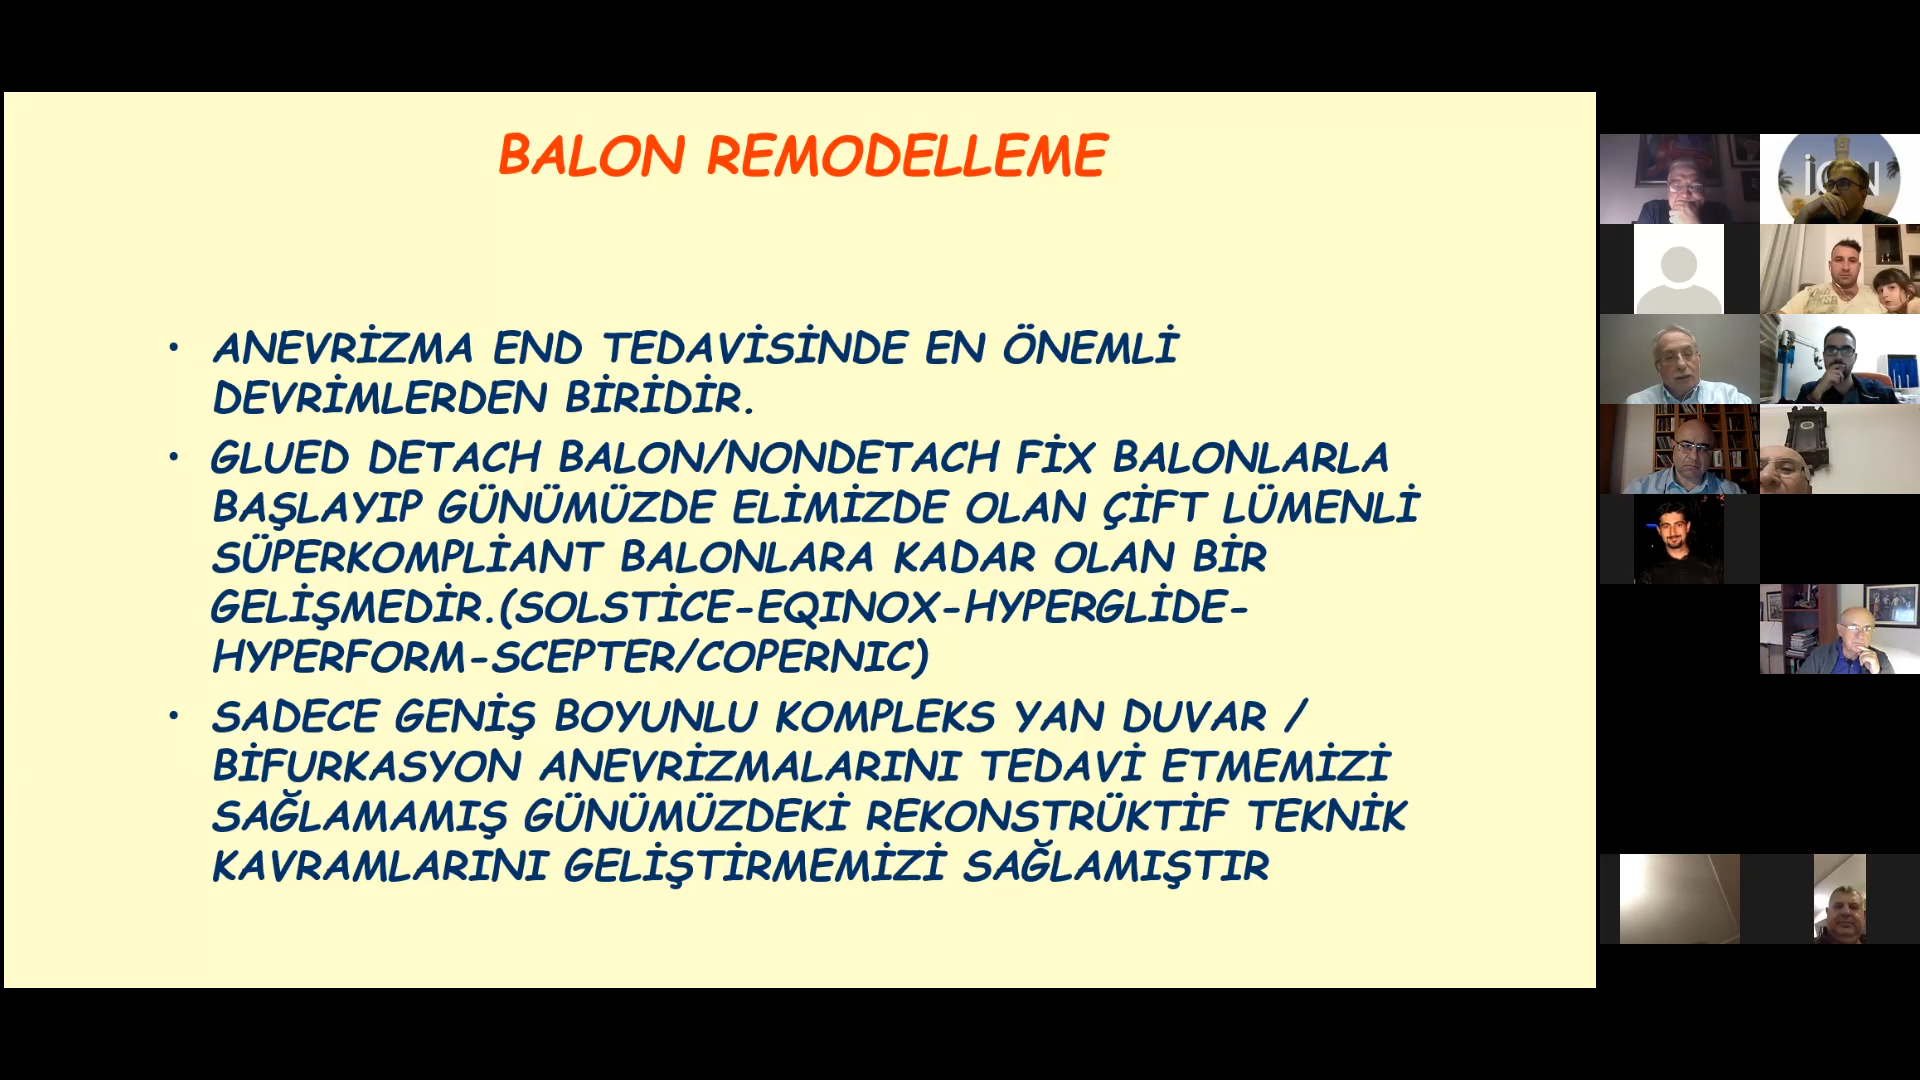 BALON REMODELLEME
• ANEVRİZMA END TEDAVİSİNDE EN ÖNEMLİ
DEVRİMLERDEN BİRİDİR.
• GLUED DETACH BALON/NONDETACH FİX BALONLARLA
BAŞLAYIP GÜNÜMÜZDE ELİMİZDE OLAN ÇİFT LÜMENLİ
SÜPERKOMPLİANT BALONLARA KADAR OLAN BİR
GELİŞMEDİR.(SOLSTİCE-EQINOX-HYPERGLİDE-
HYPERFORM-SCEPTER/COPERNIC)
• SADECE GENİŞ BOYUNLU KOMPLEKS YAN DUVAR /
BİFURKASYON ANEVRİZMALARINI TEDAVİ ETMEMİZİ
SAĞLAMAMIŞ GÜNÜMÜZDEKİ REKONSTRÜKTİF TEKNİK
KAVRAMLARINI GELİŞTİRMEMİZİ SAĞLAMIŞTIR